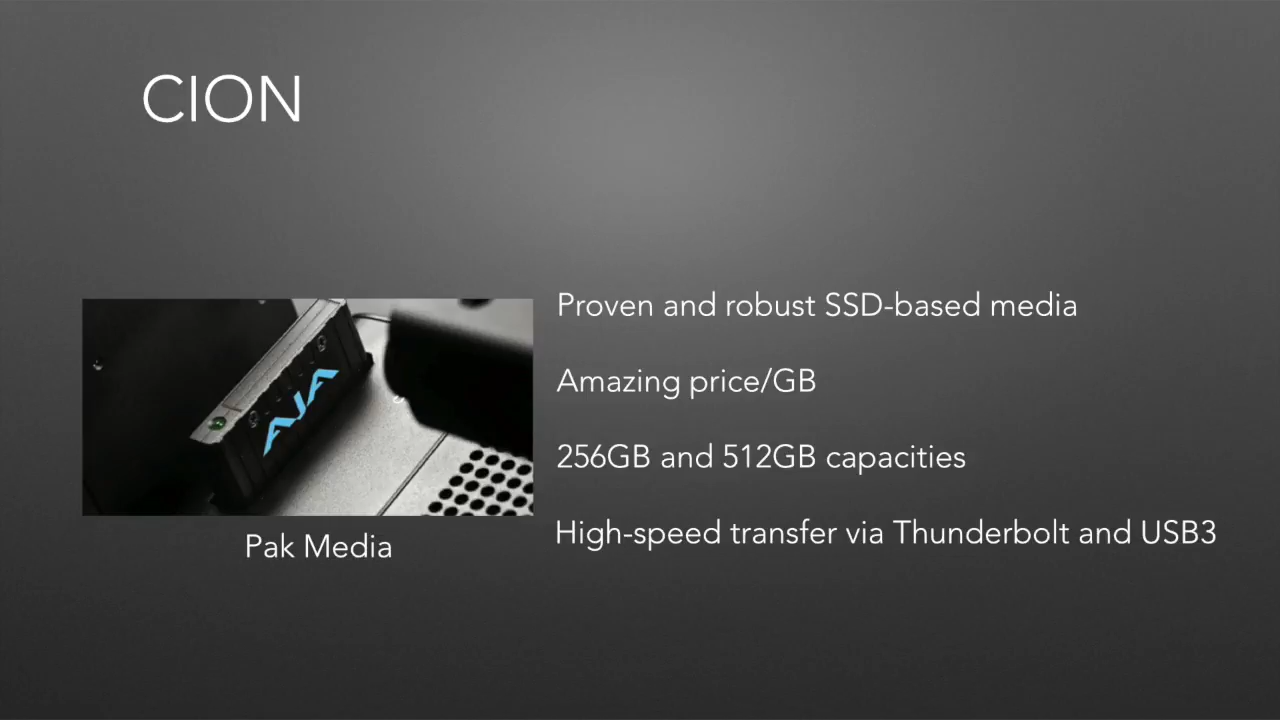 CION
AJA
Pak Media
Proven and robust SSD-based media
Amazing price/GB
256GB and 512GB capacities
High-speed transfer via Thunderbolt and USB3